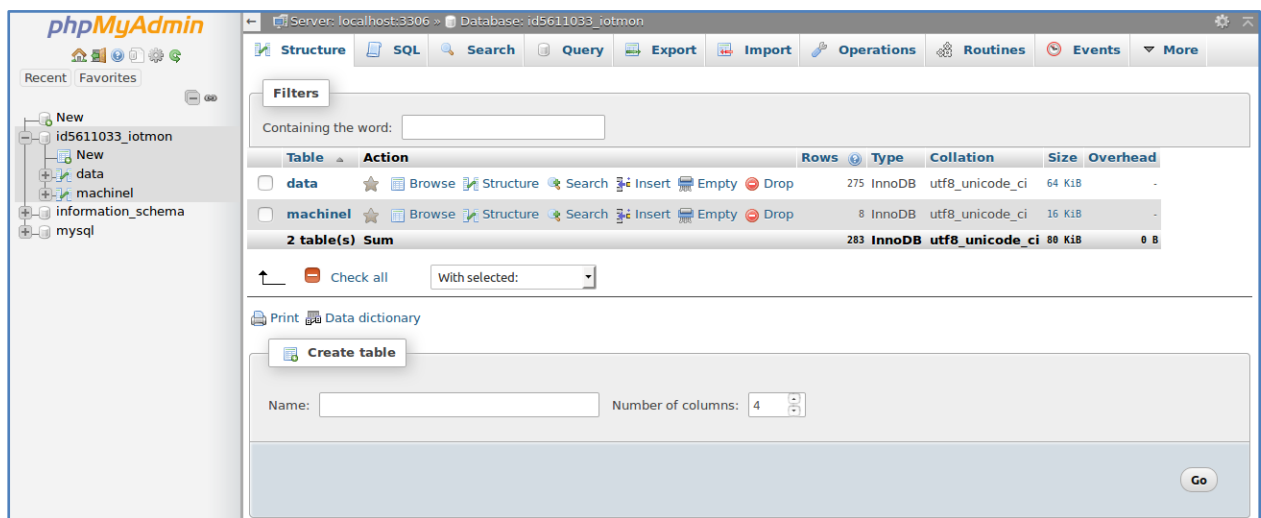 phpMyAdmin
Recent Favorites
New
id5611033_iotmon
New
data
machinel
information_schema
mysql
Server: localhost:3306 » Database: id5611033_iotmon
Structure SQL Search Query Export Import Operations Routines Events More
Filters
Containing the word:
Table Action Rows Type Collation Size Overhead
data Browse Structure Search Insert Empty Drop 275 InnoDB utf8_unicode_ci 64 KiB -
machinel Browse Structure Search Insert Empty Drop 8 InnoDB utf8_unicode_ci 16 KiB -
2 table(s) Sum 283 InnoDB utf8_unicode_ci 80 KiB 0 B
Check all With selected:
Print Data dictionary
Create table
Name: Number of columns: 4
Go